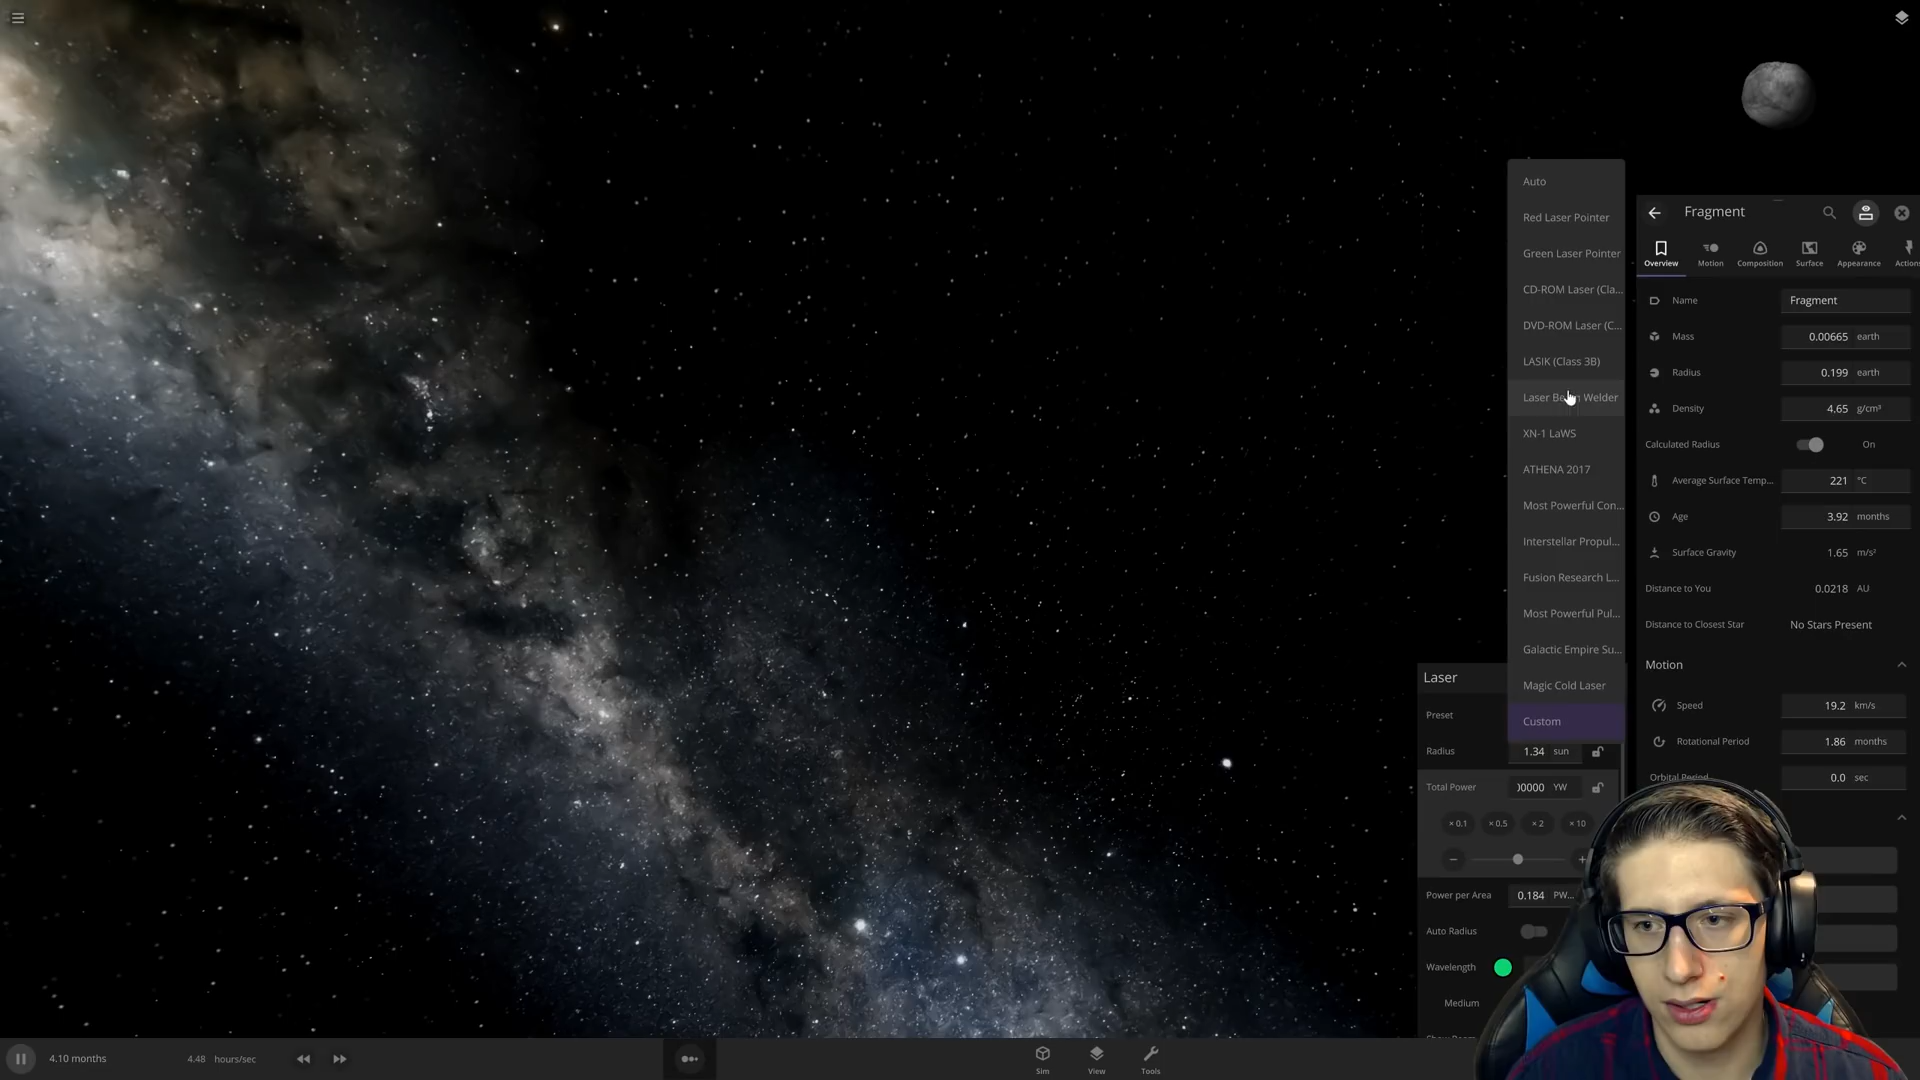 Auto
Red Laser Pointer
Green Laser Pointer
CD-ROM Laser (Cla...
DVD-ROM Laser (C...
LASIK (Class 3B)
Laser Beam Welder
XN-1 LaWS
ATHENA 2017
Most Powerful Con...
Interstellar Propul...
Fusion Research L...
Most Powerful Pul...
Galactic Empire Su...
Magic Cold Laser
Custom
Laser
Preset
Radius 1.34 sun
Total Power 00000 YW
× 0.1 × 0.5 × 2 × 10
Power per Area 0.184 PW...
Auto Radius
Wavelength
Medium
Fragment
Overview Motion Composition Surface Appearance Actions
Name Fragment
Mass 0.00665 earth
Radius 0.199 earth
Density 4.65 g/cm³
Calculated Radius On
Average Surface Temp... 221 °C
Age 3.92 months
Surface Gravity 1.65 m/s²
Distance to You 0.0218 AU
Distance to Closest Star No Stars Present
Motion
Speed 19.2 km/s
Rotational Period 1.86 months
Orbital Period 0.0 sec
4.10 months 4.48 hours/sec
Sim View Tools